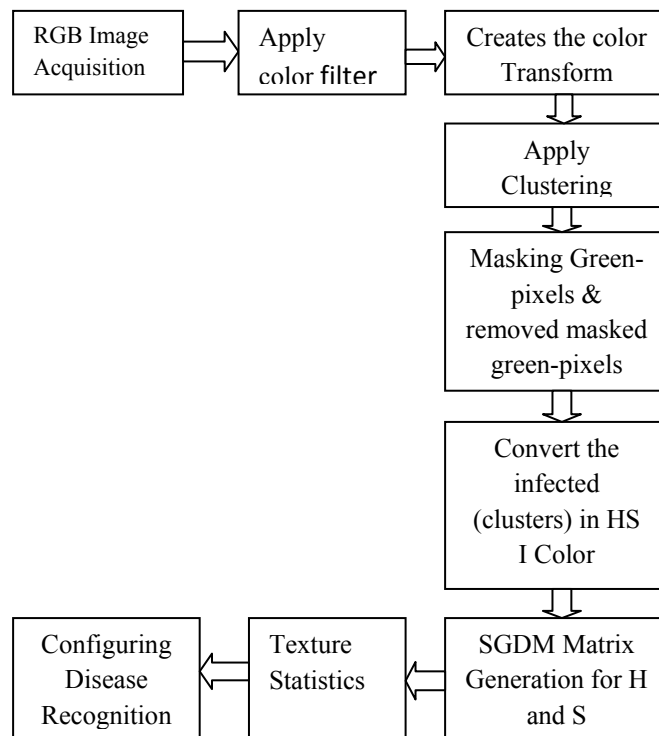 RGB Image
Acquisition
Apply
color filter
Creates the color
Transform
Apply
Clustering
Masking Green-
pixels &
removed masked
green-pixels
Convert the
infected
(clusters) in HS
I Color
SGDM Matrix
Generation for H
and S
Texture
Statistics
Configuring
Disease
Recognition